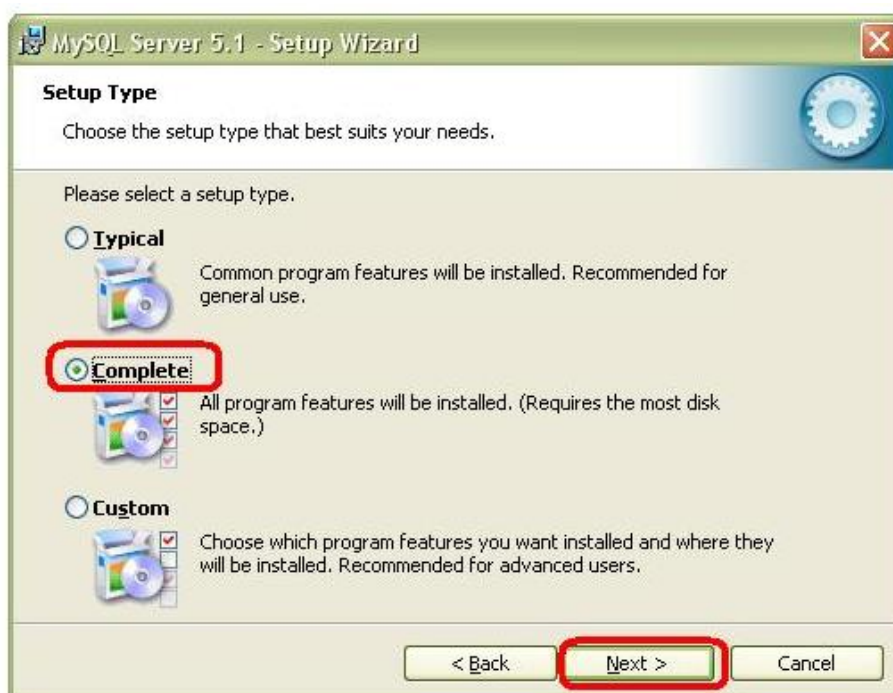 MySQL Server 5.1 - Setup Wizard
Setup Type
Choose the setup type that best suits your needs.
Please select a setup type.
Typical
Common program features will be installed. Recommended for
general use.
Complete
All program features will be installed. (Requires the most disk
space.)
Custom
Choose which program features you want installed and where they
will be installed. Recommended for advanced users.
< Back
Next >
Cancel